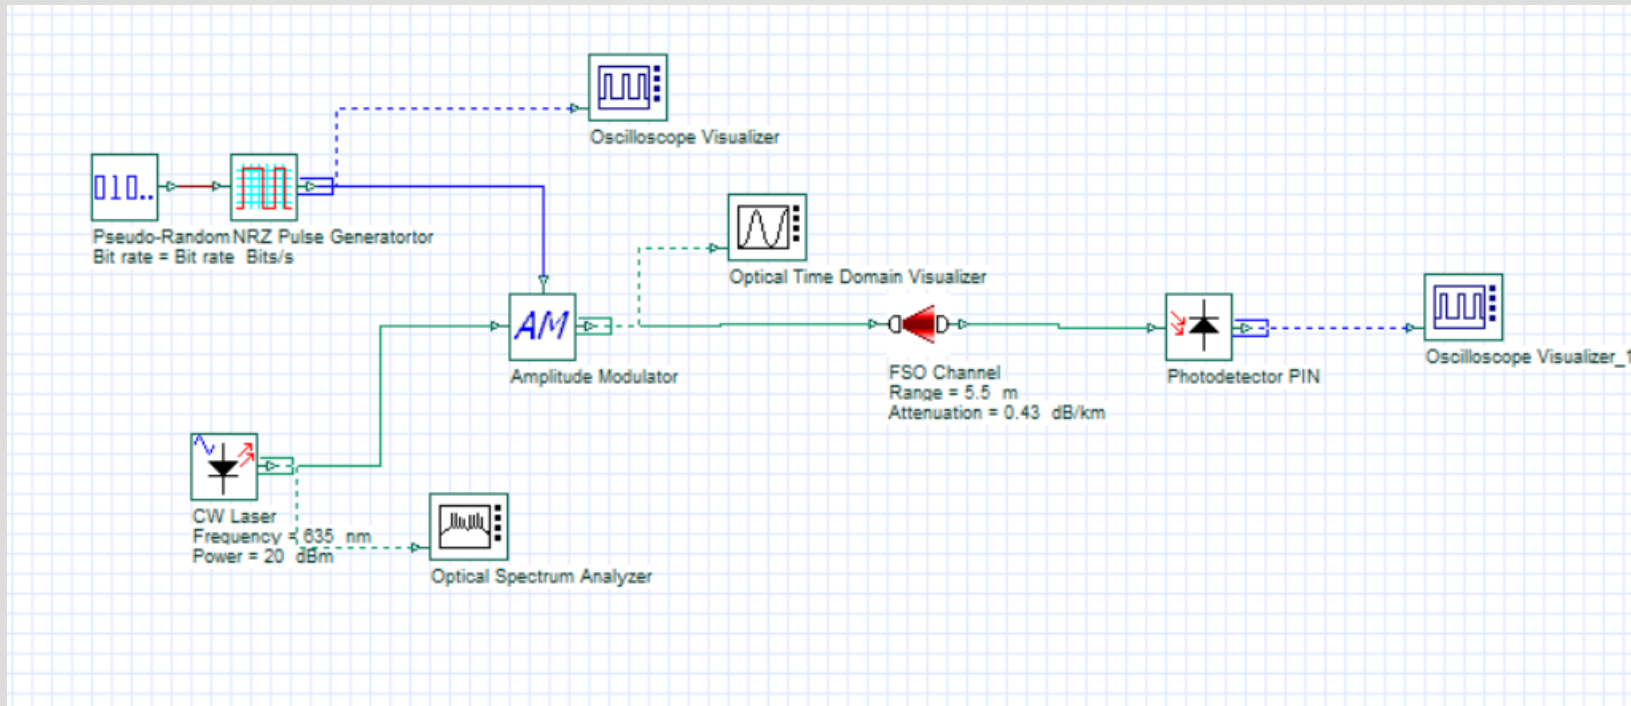 Oscilloscope Visualizer
010..
Pseudo-Random NRZ Pulse Generatortor
Bit rate = Bit rate Bits/s
Optical Time Domain Visualizer
AM
Amplitude Modulator
FSO Channel
Range = 5.5 m
Attenuation = 0.43 dB/km
Photodetector PIN
Oscilloscope Visualizer_1
CW Laser
Frequency = 635 nm
Power = 20 dBm
Optical Spectrum Analyzer